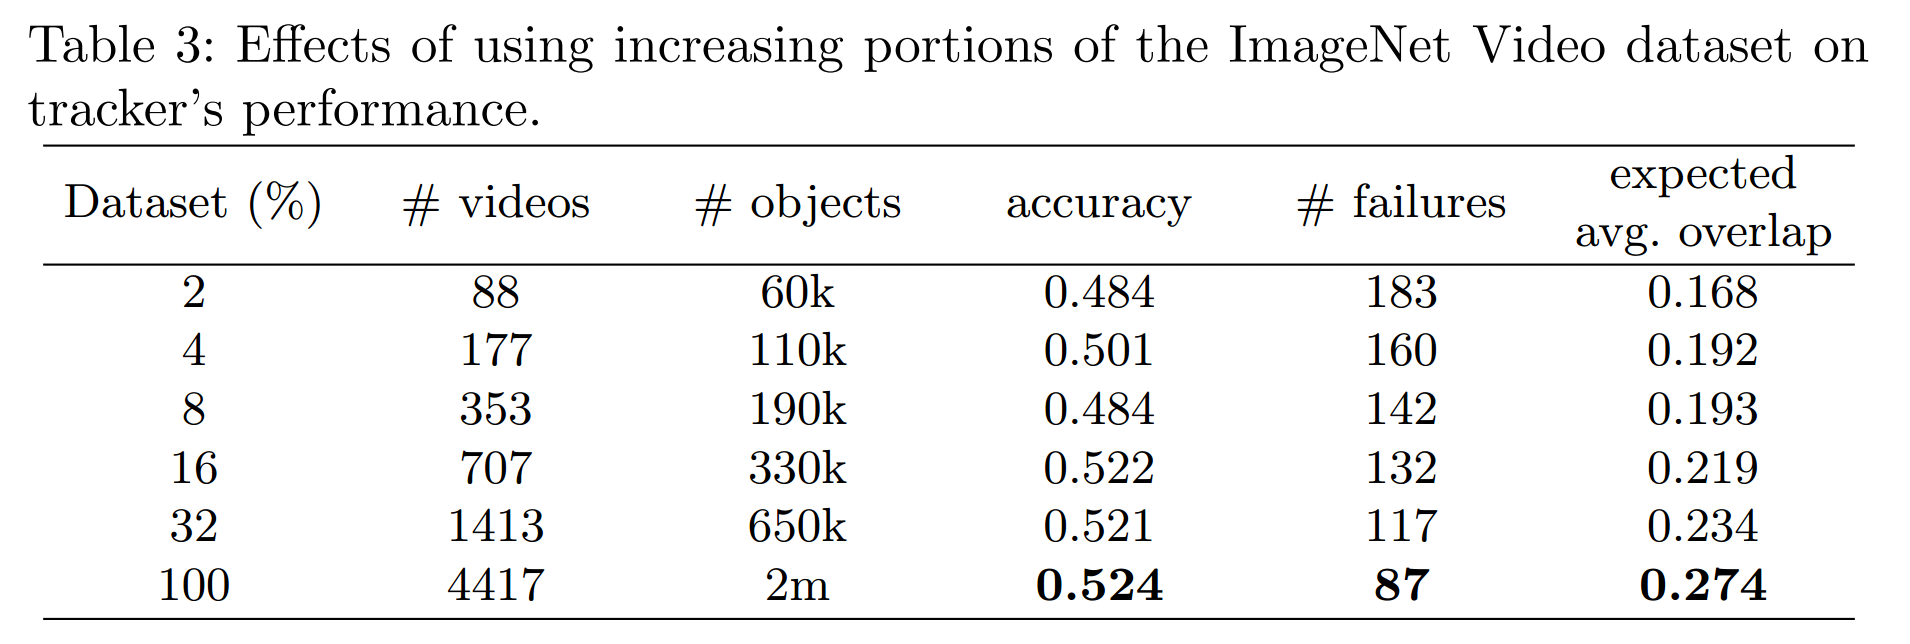 Table 3: Effects of using increasing portions of the ImageNet Video dataset on
tracker's performance.
Dataset (%) # videos # objects accuracy # failures expected avg. overlap
2 88 60k 0.484 183 0.168
4 177 110k 0.501 160 0.192
8 353 190k 0.484 142 0.193
16 707 330k 0.522 132 0.219
32 1413 650k 0.521 117 0.234
100 4417 2m 0.524 87 0.274